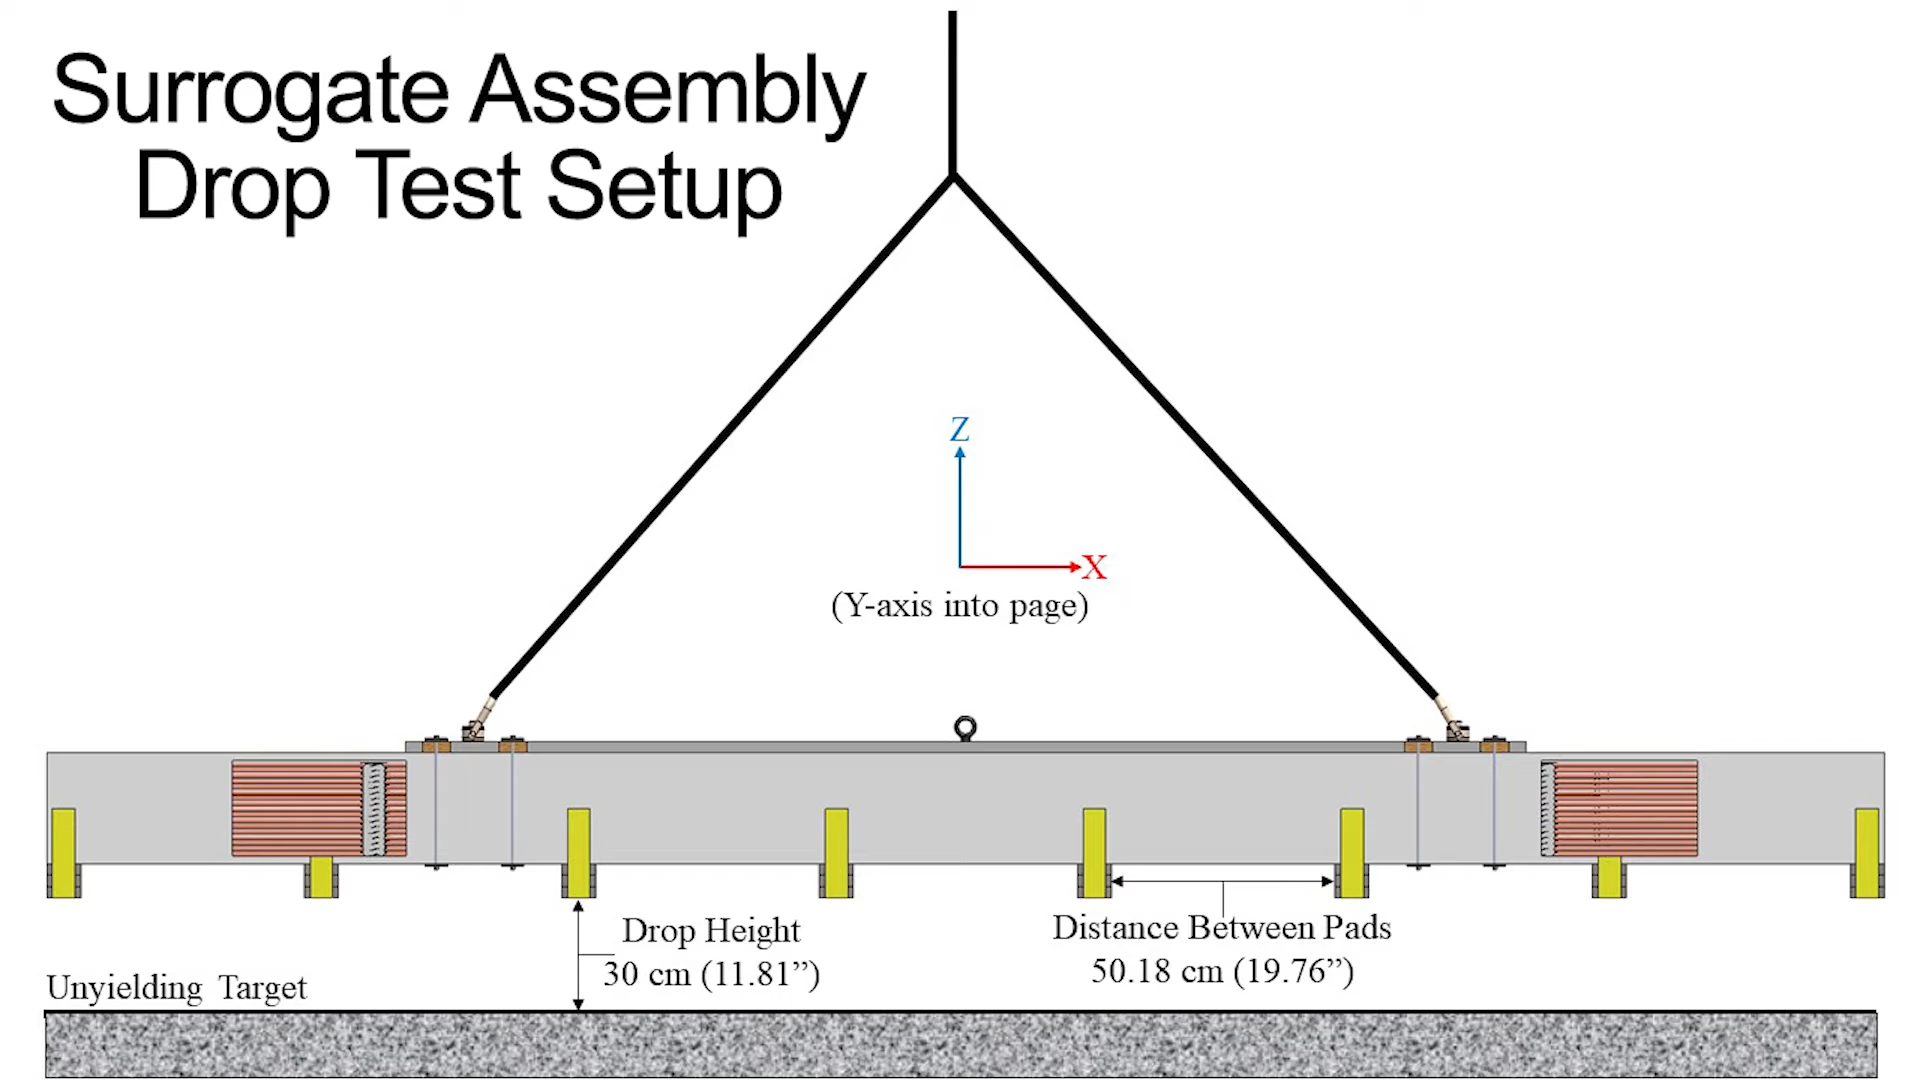 Surrogate Assembly
Drop Test Setup
Z
X
(Y-axis into page)
Drop Height
30 cm (11.81”)
Distance Between Pads
50.18 cm (19.76”)
Unyielding Target